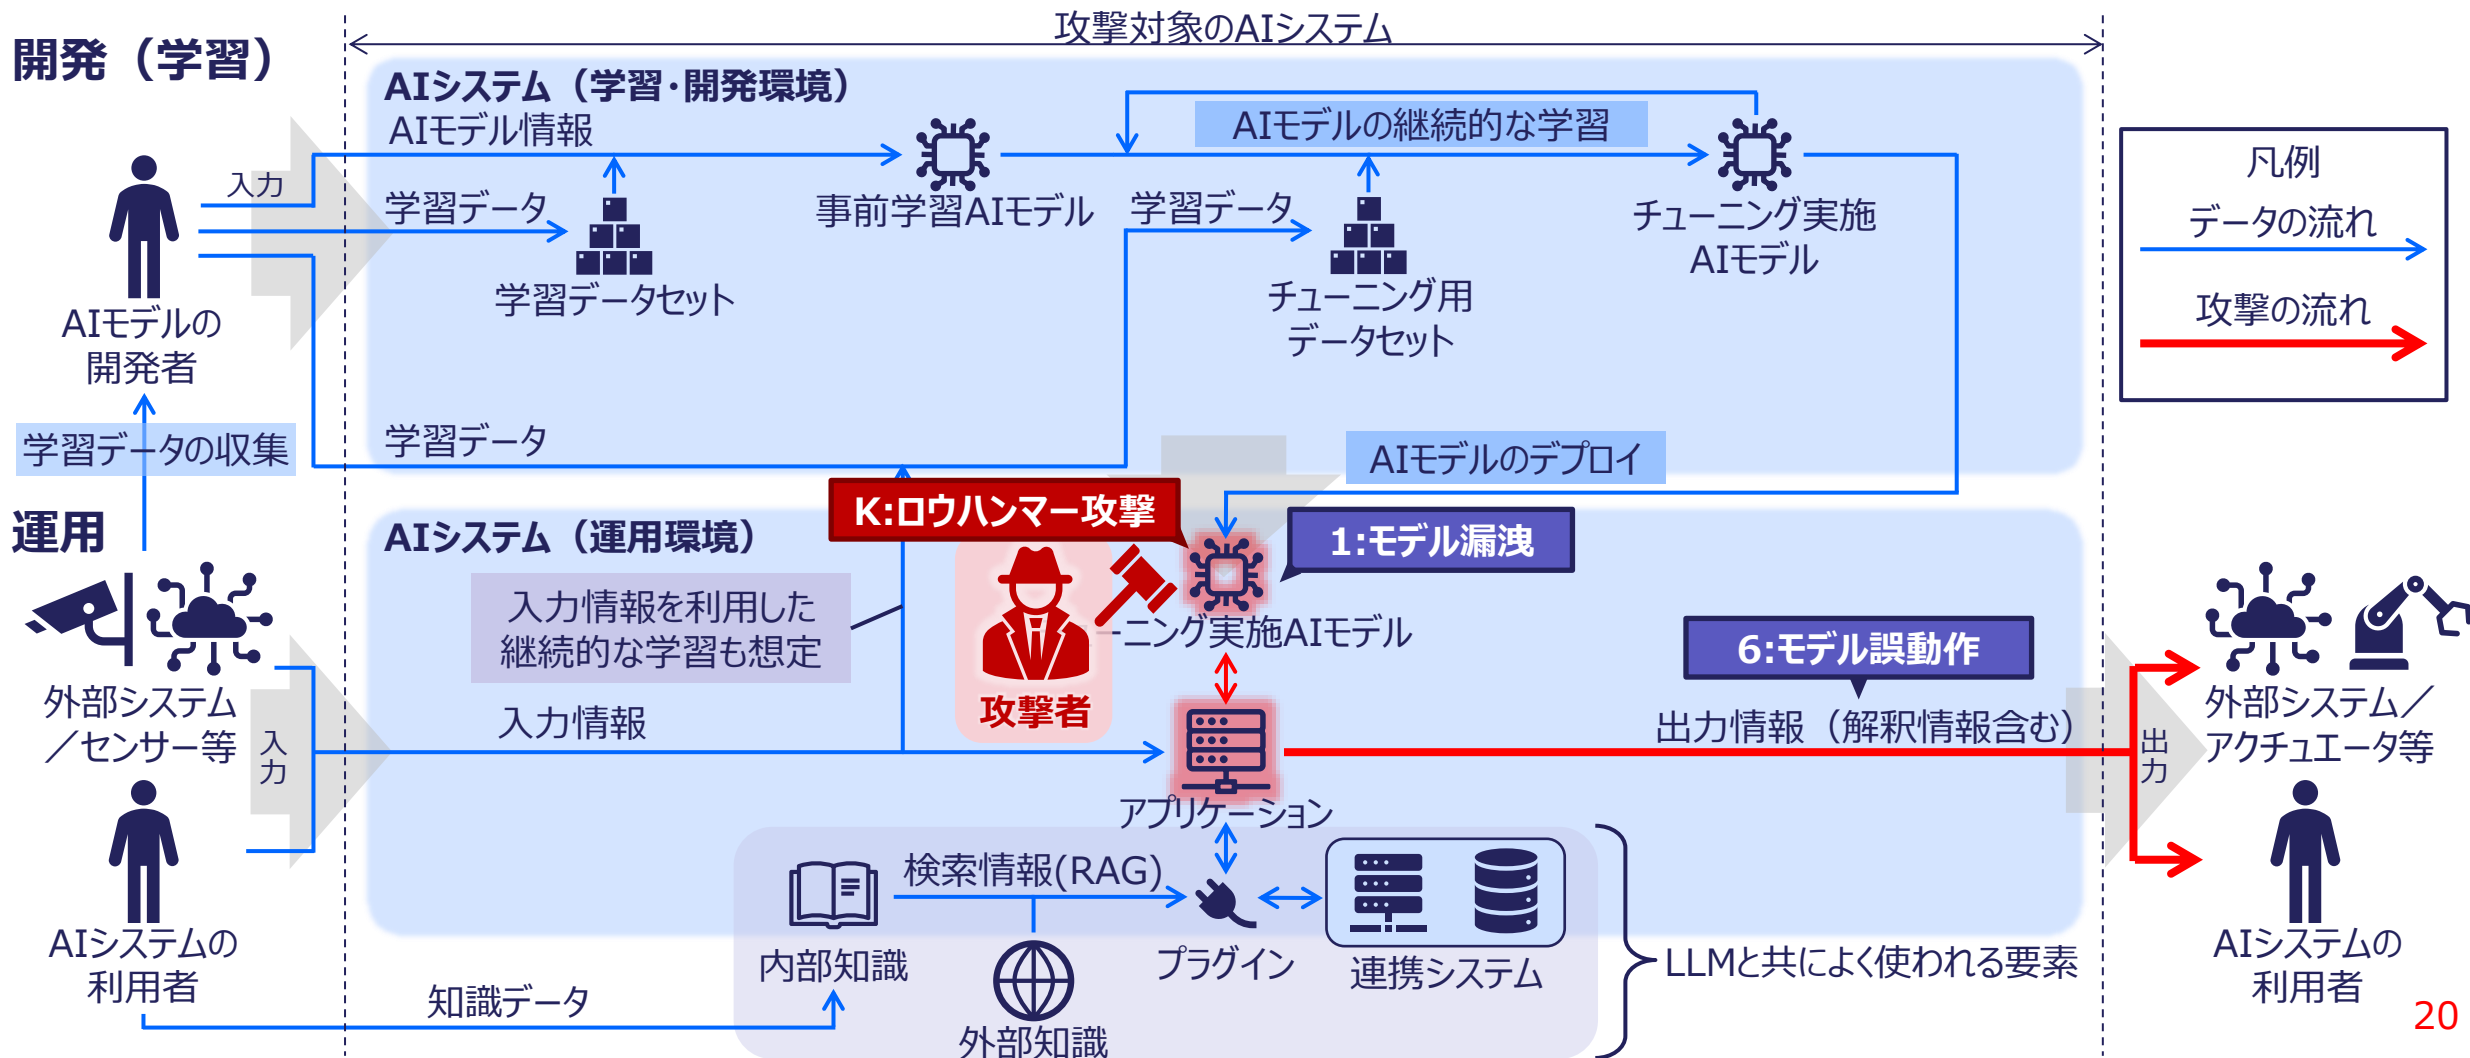 攻撃対象のAIシステム
開発（学習）
AIシステム（学習･開発環境）
AIモデル情報
AIモデルの継続的な学習
入力
学習データ
事前学習AIモデル
学習データ
チューニング実施
AIモデル
学習データセット
チューニング用
データセット
AIモデルの
開発者
凡例
データの流れ
攻撃の流れ
学習データの収集
学習データ
AIモデルのデプロイ
運用
AIシステム（運用環境）
K:ロウハンマー攻撃
1:モデル漏洩
入力情報を利用した
継続的な学習も想定
ーニング実施AIモデル
攻撃者
6:モデル誤動作
外部システム
／センサー等
入力
入力情報
出力情報（解釈情報含む）
出力
外部システム／
アクチュエータ等
アプリケーション
検索情報(RAG)
内部知識
プラグイン
連携システム
LLMと共によく使われる要素
AIシステムの
利用者
知識データ
外部知識
AIシステムの
利用者
20